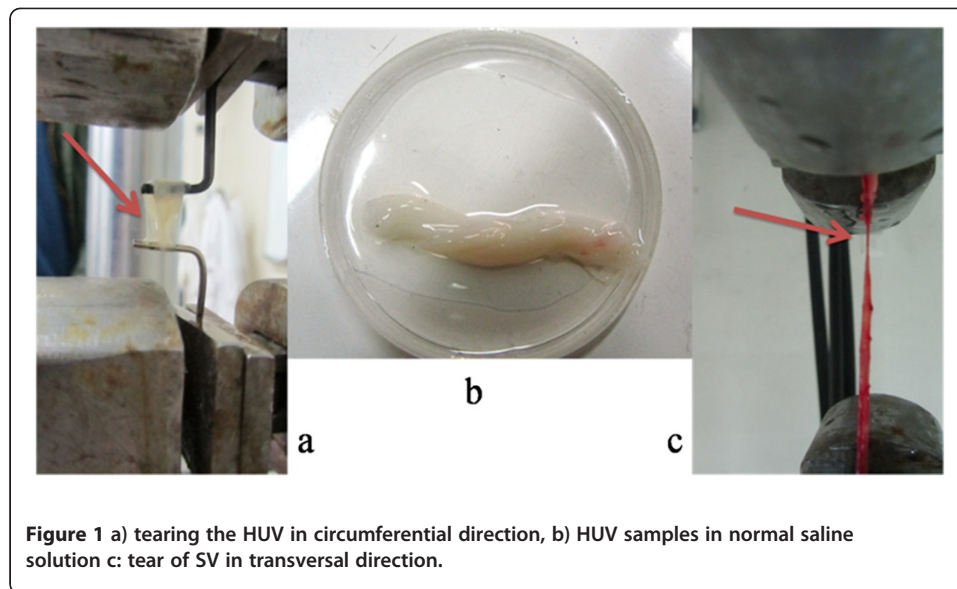 b
a
c
Figure 1 a) tearing the HUV in circumferential direction, b) HUV samples in normal saline
solution c: tear of SV in transversal direction.